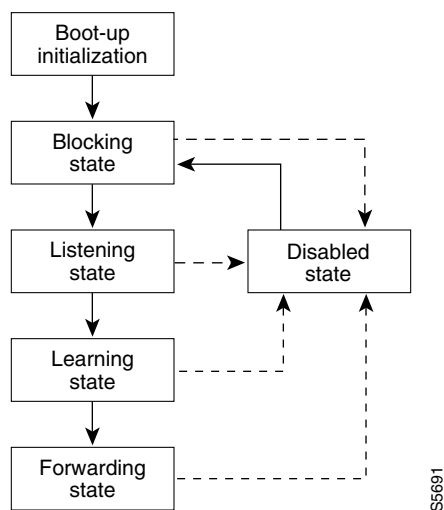 Boot-up
initialization
Blocking
state
Listening
state
Disabled
state
Learning
state
Forwarding
state
S5691